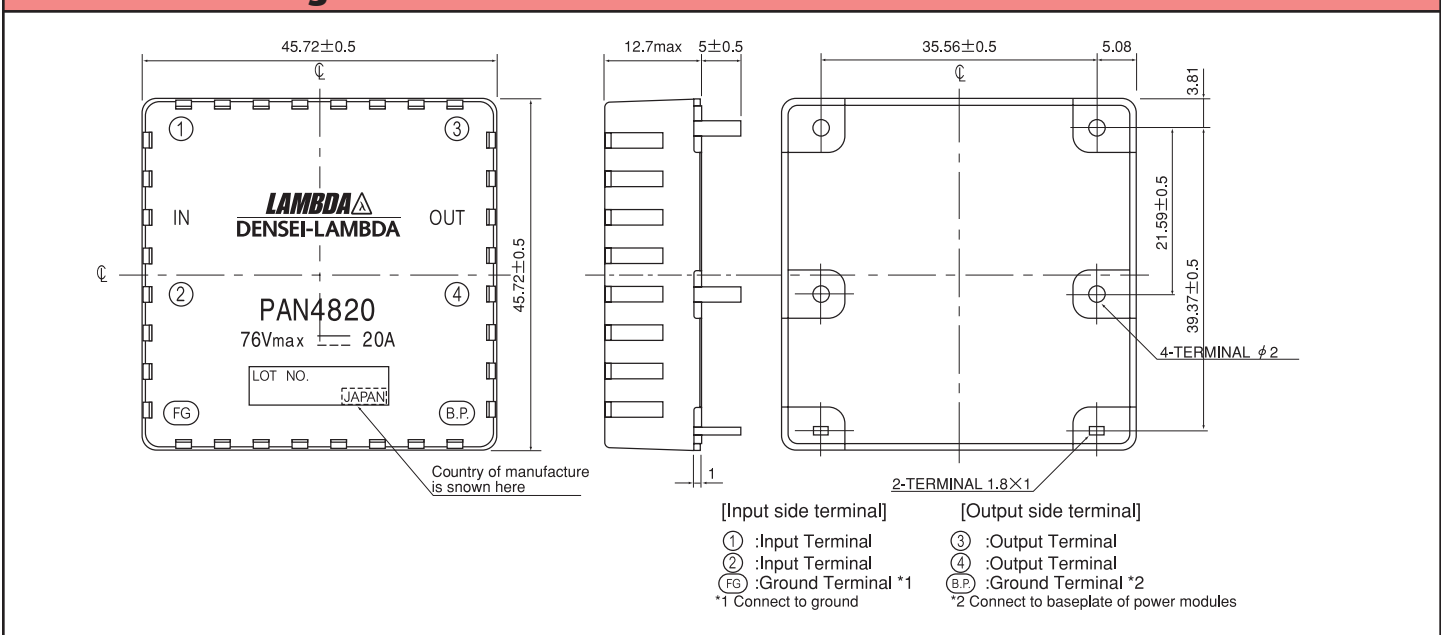 45.72±0.5
12.7max
5±0.5
35.56±0.5
5.08
3.81
℄
℄
℄
1
3
IN
OUT
LAMBDA
DENSEI-LAMBDA
2
4
PAN4820
76Vmax
20A
LOT NO.
JAPAN
FG
B.P.
45.72±0.5
21.59±0.5
39.37±0.5
4-TERMINAL φ2
2-TERMINAL 1.8×1
1
Country of manufacture
is snown here
[Input side terminal]
1 :Input Terminal
2 :Input Terminal
FG :Ground Terminal *1
*1 Connect to ground
[Output side terminal]
3 :Output Terminal
4 :Output Terminal
B.P. :Ground Terminal *2
*2 Connect to baseplate of power modules